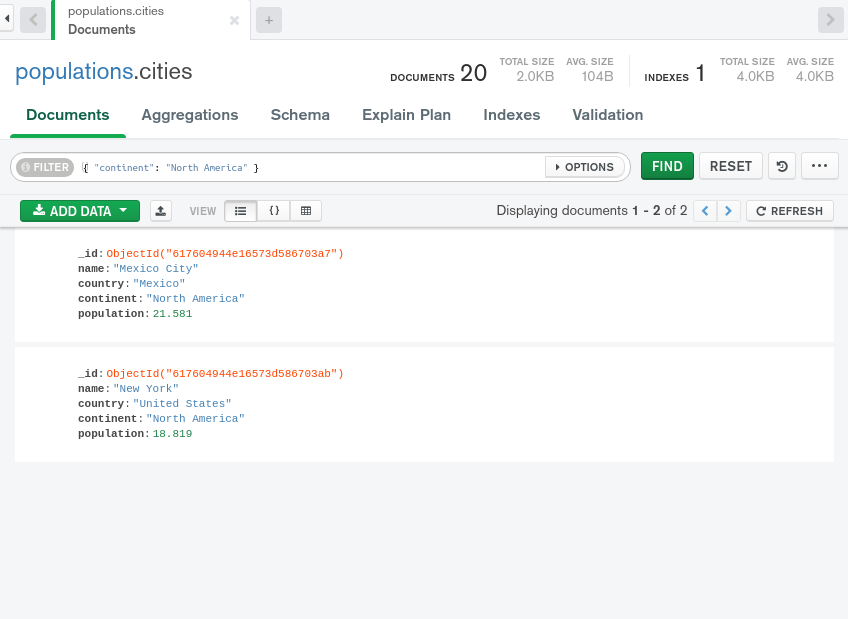 populations.cities
Documents
populations.cities
DOCUMENTS 20 TOTAL SIZE 2.0KB AVG. SIZE 104B INDEXES 1 TOTAL SIZE 4.0KB AVG. SIZE 4.0KB
Documents Aggregations Schema Explain Plan Indexes Validation
FILTER { "continent": "North America" } OPTIONS FIND RESET ...
ADD DATA VIEW {} Displaying documents 1 - 2 of 2 < > REFRESH
_id: ObjectId("617604944e16573d586703a7")
name: "Mexico City"
country: "Mexico"
continent: "North America"
population: 21.581
_id: ObjectId("617604944e16573d586703ab")
name: "New York"
country: "United States"
continent: "North America"
population: 18.819